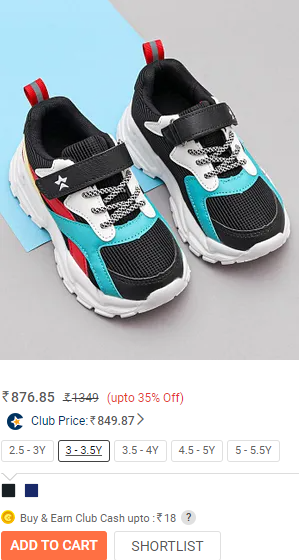 ₹876.85 ₹1349 (upto 35% Off)
Club Price: ₹849.87
2.5 - 3Y 3 - 3.5Y 3.5 - 4Y 4.5 - 5Y 5 - 5.5Y
Buy & Earn Club Cash upto : ₹ 18 ?
ADD TO CART SHORTLIST